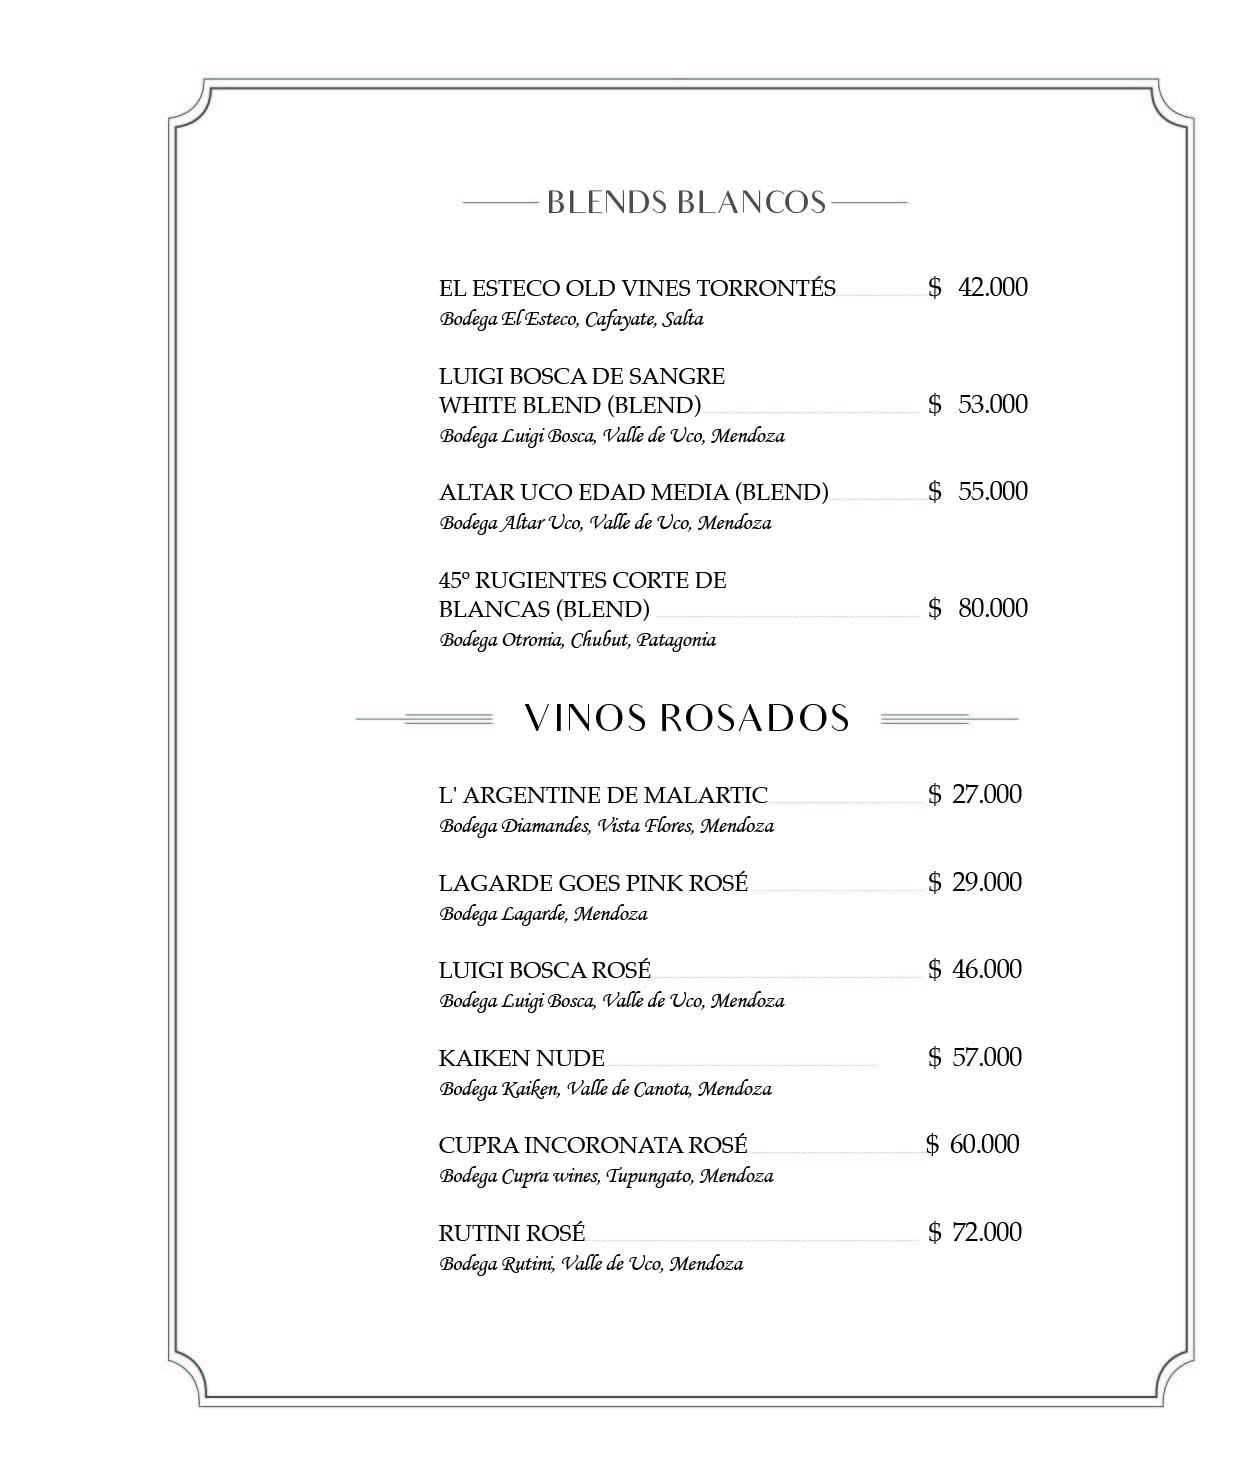 BLENDS BLANCOS
EL ESTECO OLD VINES TORRONTÉS $ 42.000
Bodega El Esteco, Cafayate, Salta
LUIGI BOSCA DE SANGRE
WHITE BLEND (BLEND) $ 53.000
Bodega Luigi Bosca, Valle de Uco, Mendoza
ALTAR UCO EDAD MEDIA (BLEND) $ 55.000
Bodega Altar Uco, Valle de Uco, Mendoza
45º RUGIENTES CORTE DE
BLANCAS (BLEND) $ 80.000
Bodega Otronia, Chubut, Patagonia
VINOS ROSADOS
L' ARGENTINE DE MALARTIC $ 27.000
Bodega Diamandes, Vista Flores, Mendoza
LAGARDE GOES PINK ROSÉ $ 29.000
Bodega Lagarde, Mendoza
LUIGI BOSCA ROSÉ $ 46.000
Bodega Luigi Bosca, Valle de Uco, Mendoza
KAIKEN NUDE $ 57.000
Bodega Kaiken, Valle de Canota, Mendoza
CUPRA INCORONATA ROSÉ $ 60.000
Bodega Cupra wines, Tupungato, Mendoza
RUTINI ROSÉ $ 72.000
Bodega Rutini, Valle de Uco, Mendoza